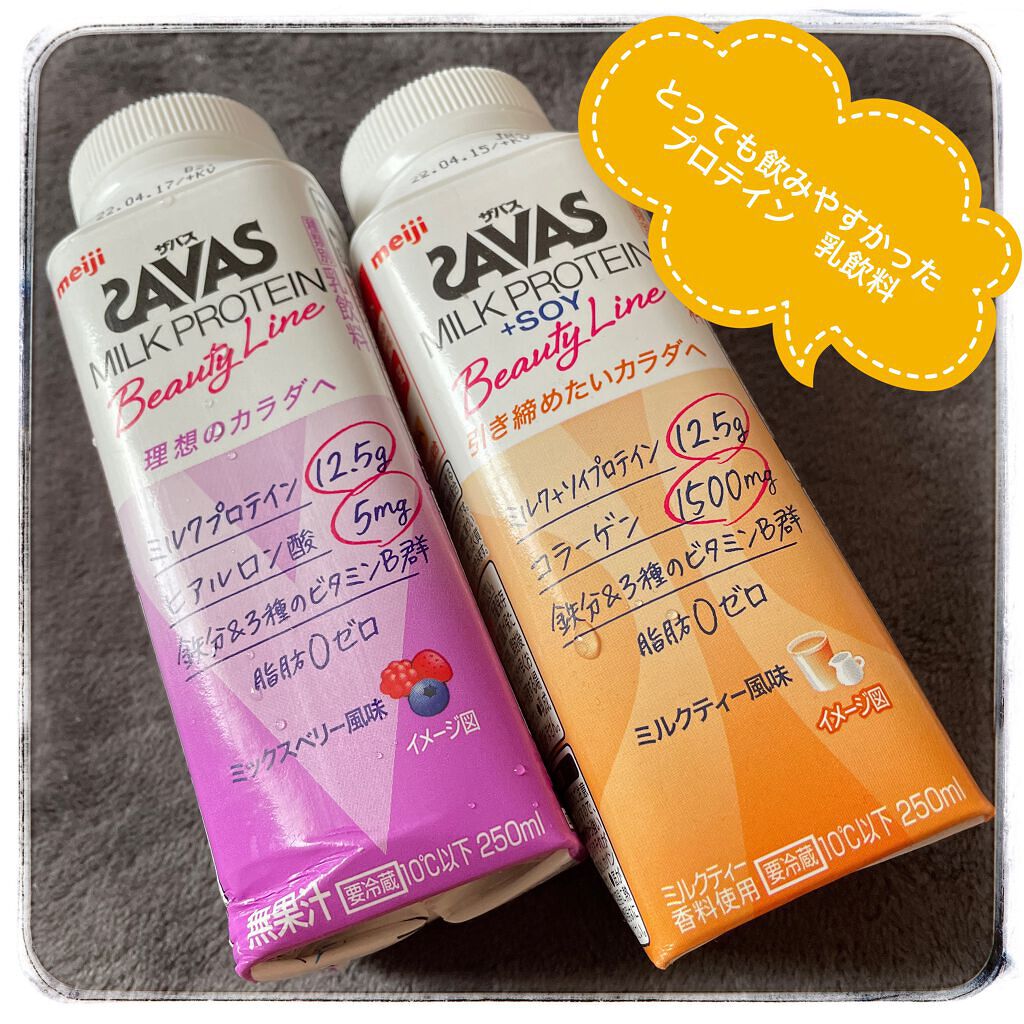 とっても飲みやすかった
プロテイン 乳飲料
22.04.17/+KV
meiji
ザバス
SAVAS
MILK PROTEIN
Beauty Line
理想のカラダへ
ミルクプロテイン 12.5g
ヒアルロン酸 5mg
鉄分&3種のビタミンB群
脂肪0ゼロ
ミックスベリー風味
イメージ図
無果汁 要冷蔵 10℃以下 250ml
22.04.15/+KV
meiji
ザバス
SAVAS
MILK PROTEIN
+SOY
Beauty Line
引き締めたいカラダへ
ミルク+ソイプロテイン 12.5g
コラーゲン 1500mg
鉄分&3種のビタミンB群
脂肪0ゼロ
ミルクティー風味
イメージ図
ミルクティー
香料使用 要冷蔵 10℃以下 250ml